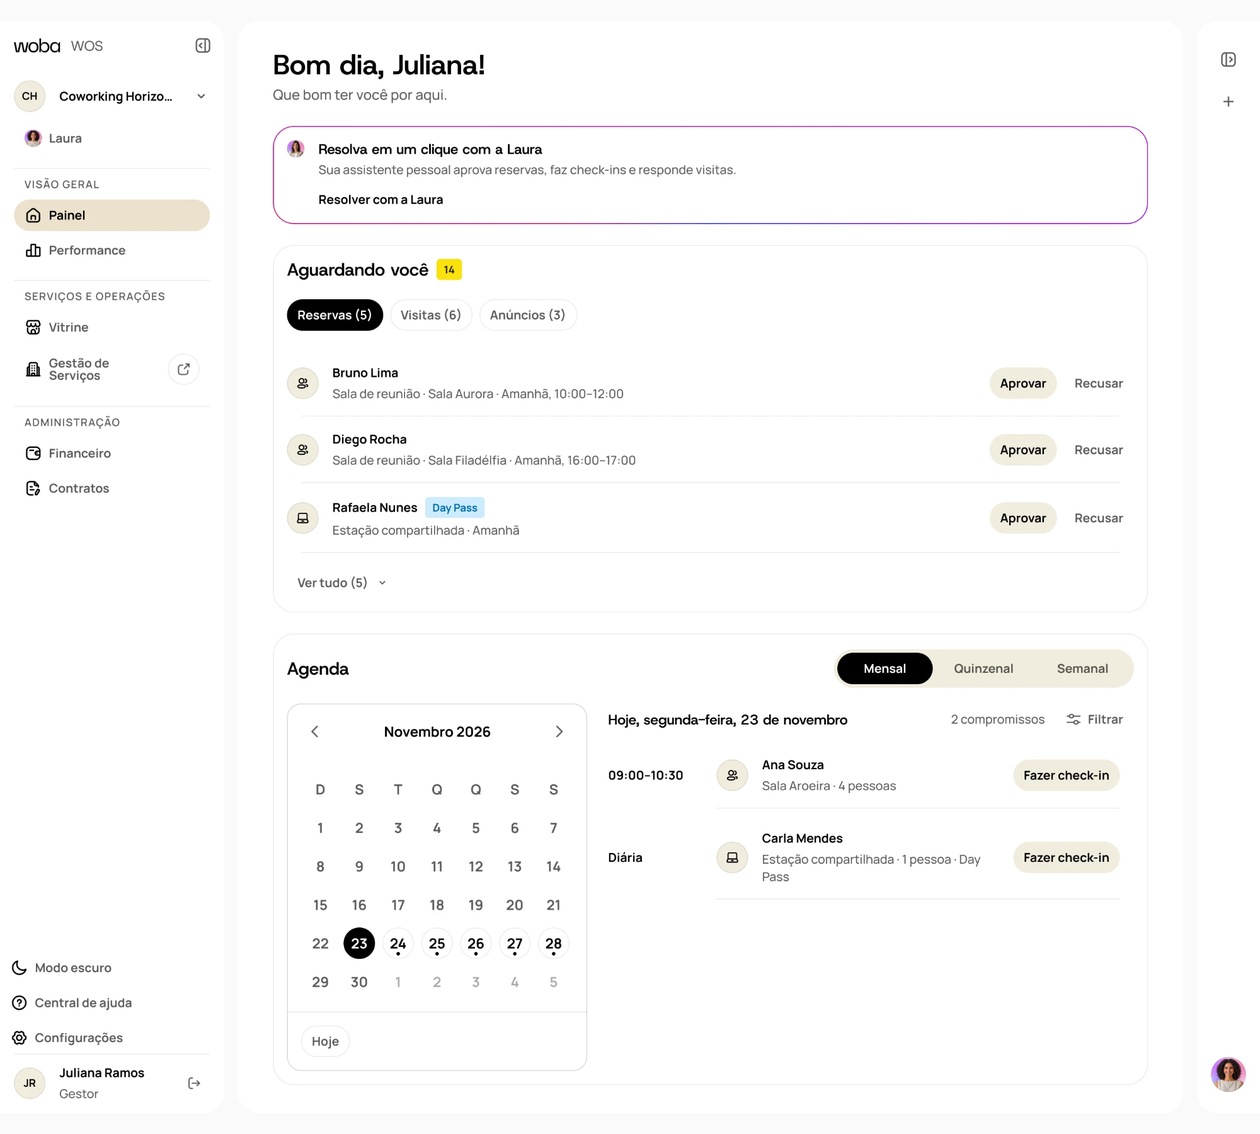 woba WOS
CH Coworking Horizo...
Laura
VISÃO GERAL
Painel
Performance
SERVIÇOS E OPERAÇÕES
Vitrine
Gestão de
Serviços
ADMINISTRAÇÃO
Financeiro
Contratos
Modo escuro
Central de ajuda
Configurações
JR
Juliana Ramos
Gestor
Bom dia, Juliana!
Que bom ter você por aqui.
Resolva em um clique com a Laura
Sua assistente pessoal aprova reservas, faz check-ins e responde visitas.
Resolver com a Laura
Aguardando você 14
Reservas (5) Visitas (6) Anúncios (3)
Bruno Lima
Sala de reunião · Sala Aurora · Amanhã, 10:00–12:00
Aprovar Recusar
Diego Rocha
Sala de reunião · Sala Filadélfia · Amanhã, 16:00–17:00
Aprovar Recusar
Rafaela Nunes Day Pass
Estação compartilhada · Amanhã
Aprovar Recusar
Ver tudo (5)
Agenda
Mensal Quinzenal Semanal
Novembro 2026
D S T Q Q S S
1 2 3 4 5 6 7
8 9 10 11 12 13 14
15 16 17 18 19 20 21
22 23 24 25 26 27 28
29 30 1 2 3 4 5
Hoje
Hoje, segunda-feira, 23 de novembro
2 compromissos Filtrar
09:00–10:30
Ana Souza
Sala Aroeira · 4 pessoas
Fazer check-in
Diária
Carla Mendes
Estação compartilhada · 1 pessoa · Day
Pass
Fazer check-in